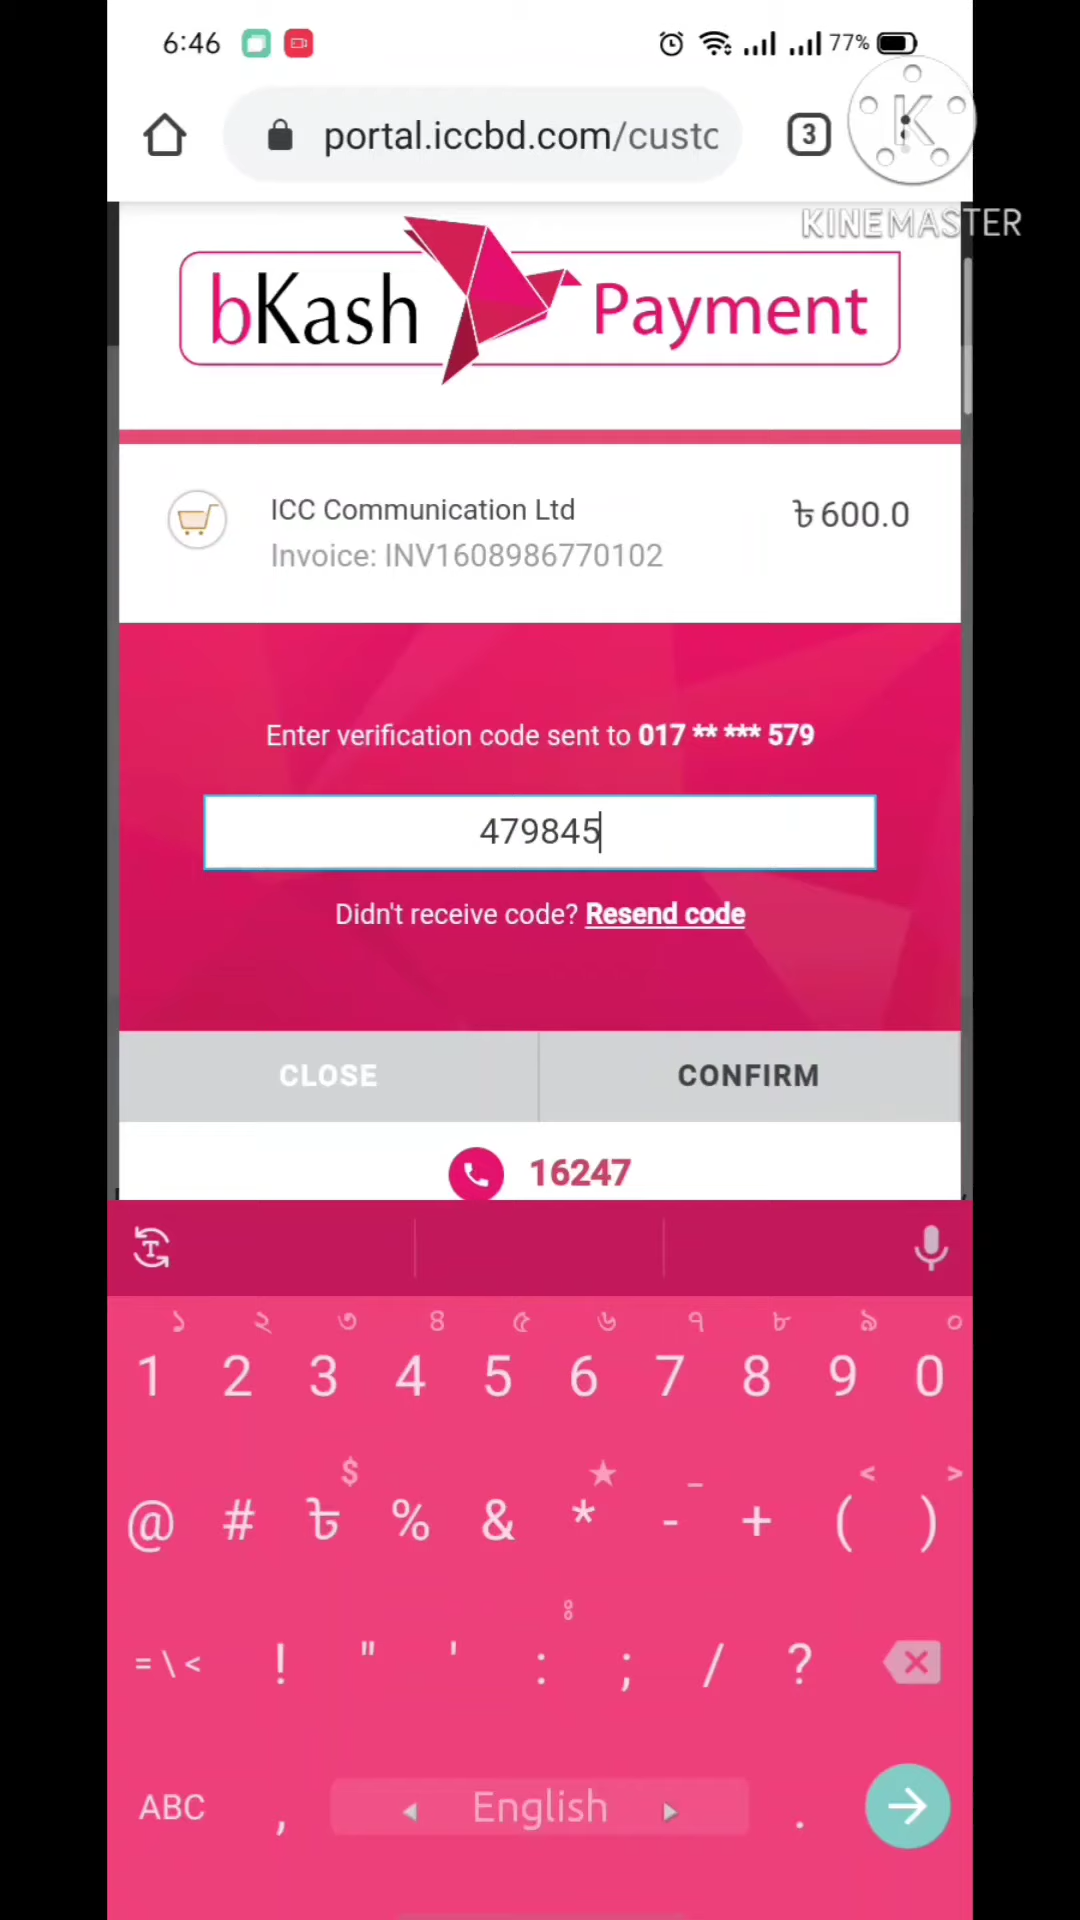 6:46
77%
portal.iccbd.com/custc
3
K
KINEMASTER
bKash Payment
ICC Communication Ltd
৳600.0
Invoice: INV1608986770102
Enter verification code sent to 017 ** *** 579
479845
Didn't receive code? Resend code
CLOSE
CONFIRM
16247
১ ২ ৩ ৪ ৫ ৬ ৭ ৮ ৯ ০
1 2 3 4 5 6 7 8 9 0
$ ★ _ < >
@ # ৳ % & * - + ( )
ঃ
= \ < ! " ' : ; / ?
ABC , English .